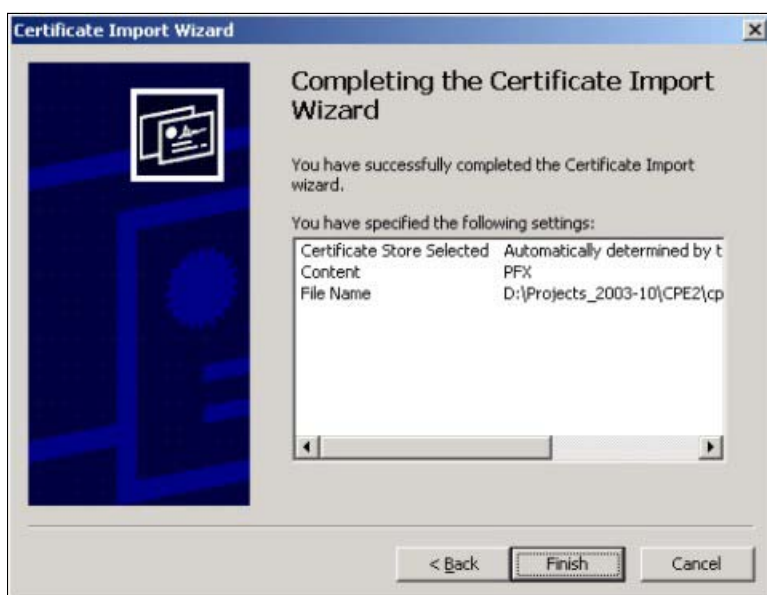 Certificate Import Wizard
Completing the Certificate Import
Wizard
You have successfully completed the Certificate Import
wizard.
You have specified the following settings:
Certificate Store Selected Automatically determined by t
Content PFX
File Name D:\Projects_2003-10\CPE2\cp
< Back Finish Cancel